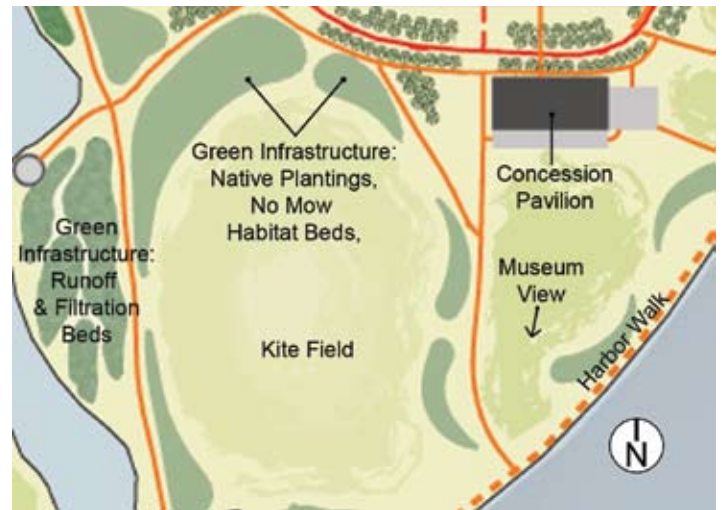 Green Infrastructure:
Native Plantings,
No Mow
Habitat Beds,
Concession
Pavilion
Green
Infrastructure:
Runoff
& Filtration
Beds
Museum
View
Kite Field
Harbor Walk
N